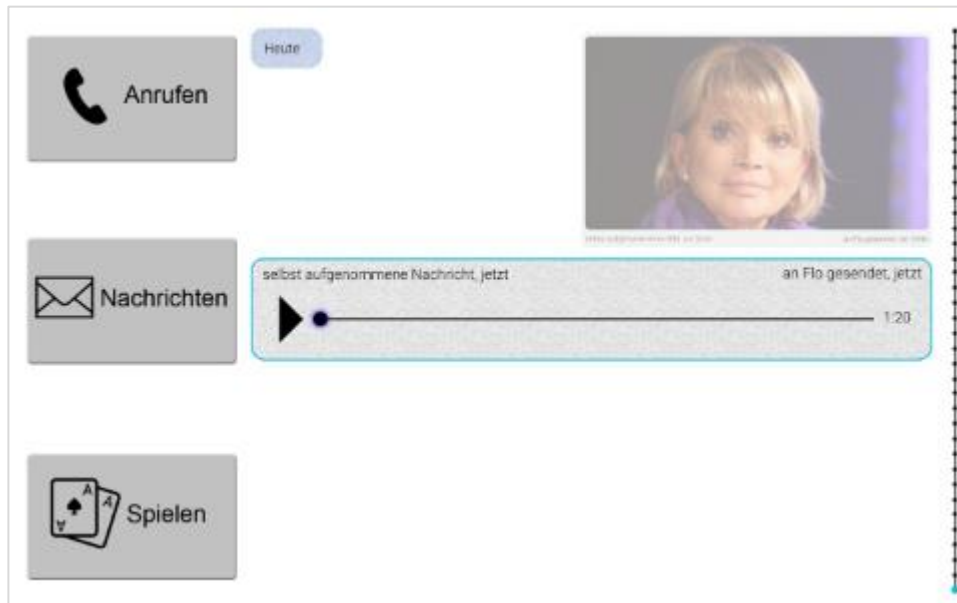 Anrufen
Heute
Nachrichten
selbst aufgenommene Nachricht, jetzt
an Flo gesendet, jetzt
1:20
A
A
A
Spielen